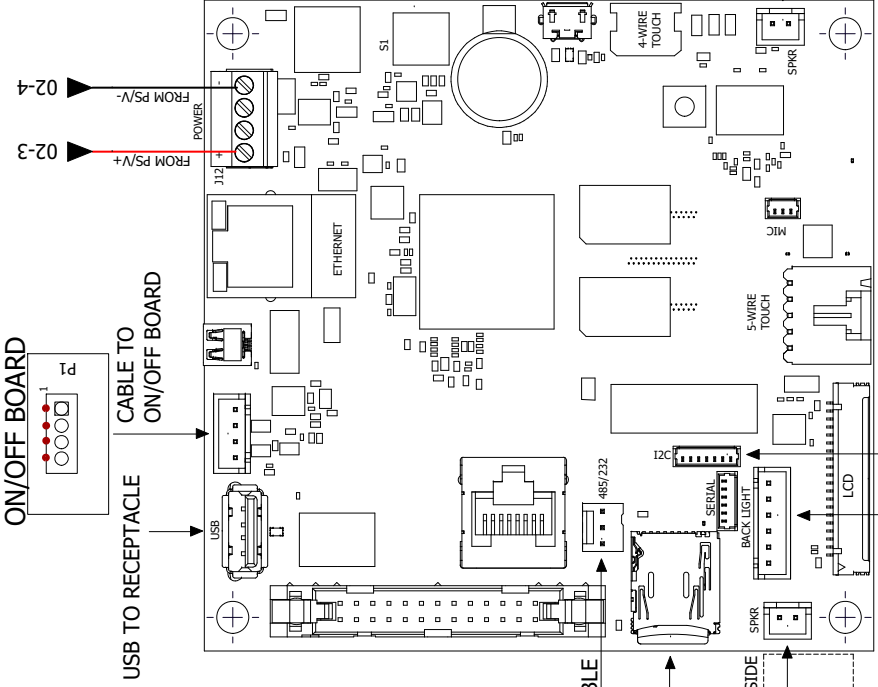 02-4
FROM PS/V-
02-3
FROM PS/V+
POWER
-
+
J12
S1
4-WIRE
TOUCH
SPKR
ETHERNET
MIC
5-WIRE
TOUCH
ON/OFF BOARD
P1
1
CABLE TO
ON/OFF BOARD
USB TO RECEPTACLE
USB
485/232
I2C
SERIAL
BACK LIGHT
LCD
SPKR
SIDE